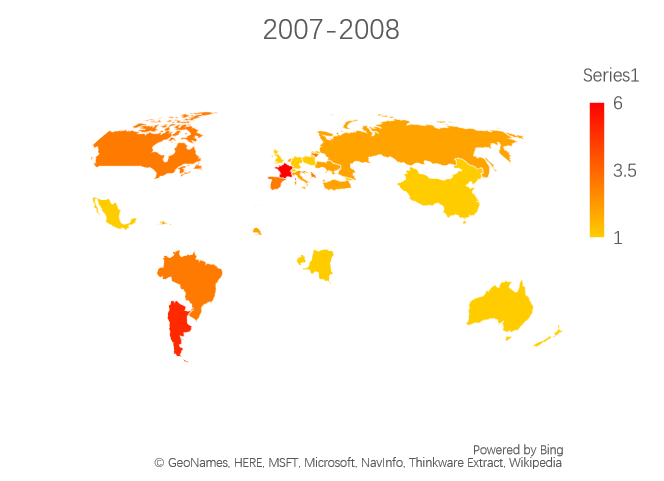 2007-2008
Series1
6
3.5
1
Powered by Bing
© GeoNames, HERE, MSFT, Microsoft, NavInfo, Thinkware Extract, Wikipedia